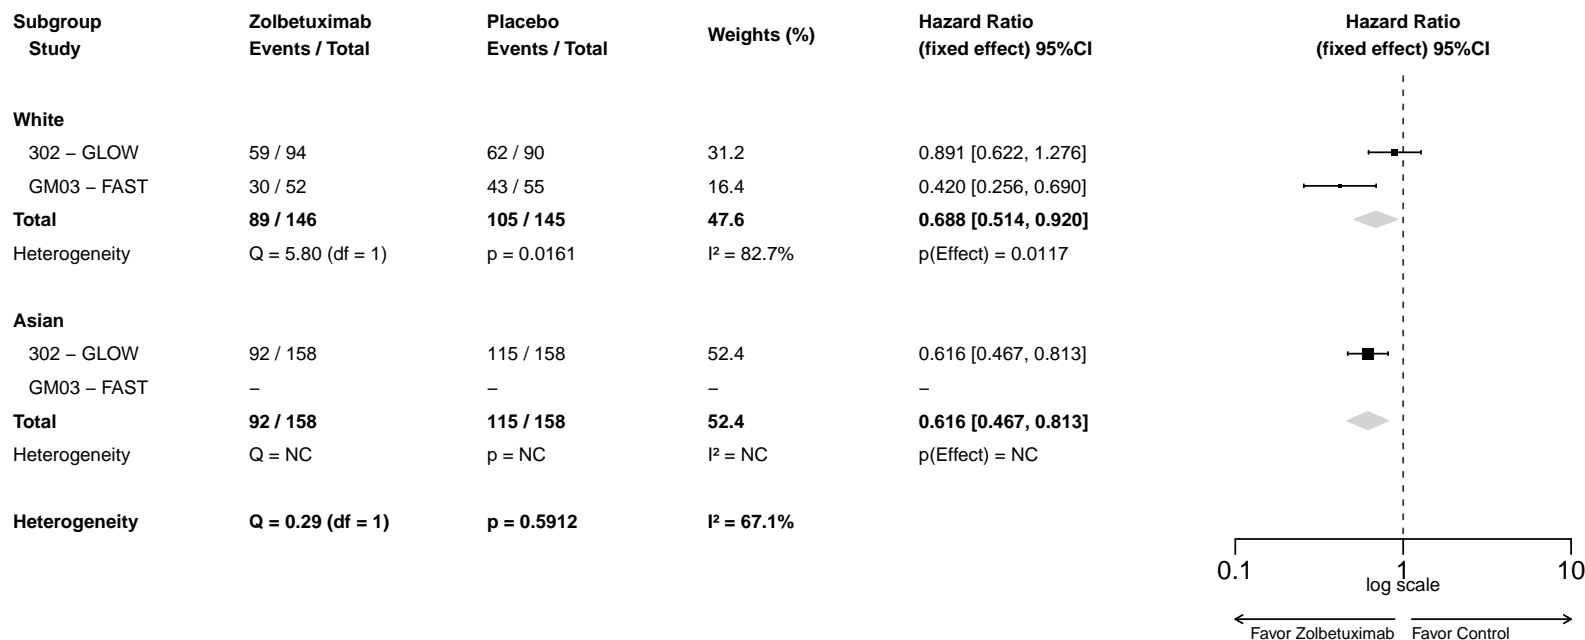 Subgroup Zolbetuximab Placebo Weights (%) Hazard Ratio Hazard Ratio
Study Events / Total Events / Total (fixed effect) 95%CI (fixed effect) 95%CI
White
302 – GLOW 59 / 94 62 / 90 31.2 0.891 [0.622, 1.276]
GM03 – FAST 30 / 52 43 / 55 16.4 0.420 [0.256, 0.690]
Total 89 / 146 105 / 145 47.6 0.688 [0.514, 0.920]
Heterogeneity Q = 5.80 (df = 1) p = 0.0161 I² = 82.7% p(Effect) = 0.0117
Asian
302 – GLOW 92 / 158 115 / 158 52.4 0.616 [0.467, 0.813]
GM03 – FAST – – – –
Total 92 / 158 115 / 158 52.4 0.616 [0.467, 0.813]
Heterogeneity Q = NC p = NC I² = NC p(Effect) = NC
Heterogeneity Q = 0.29 (df = 1) p = 0.5912 I² = 67.1%
0.1 1 10
log scale
Favor Zolbetuximab Favor Control